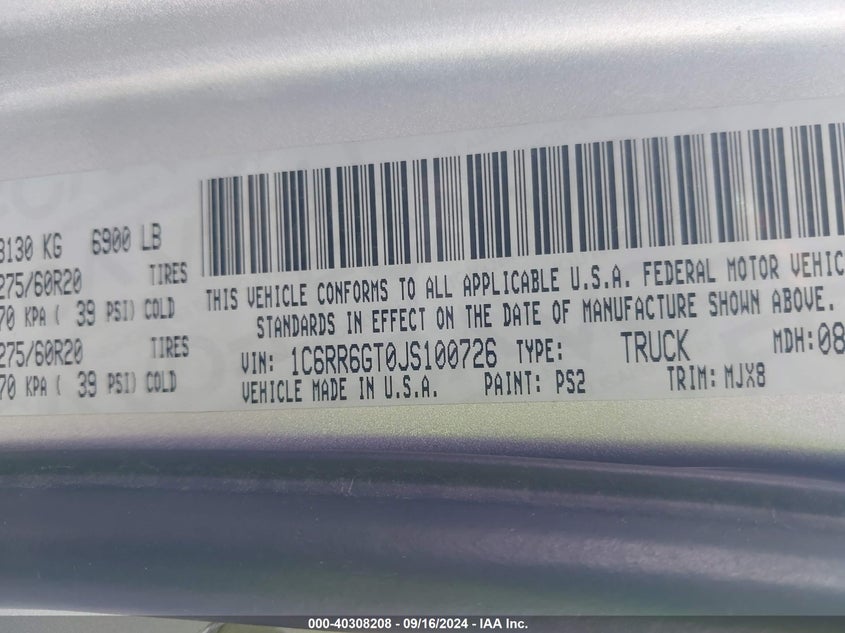 3130 KG 6900 LB
275/60R20 TIRES
70 KPA ( 39 PSI) COLD
275/60R20 TIRES
70 KPA ( 39 PSI) COLD
THIS VEHICLE CONFORMS TO ALL APPLICABLE U.S.A. FEDERAL MOTOR VEHIC
STANDARDS IN EFFECT ON THE DATE OF MANUFACTURE SHOWN ABOVE.
VIN: 1C6RR6GT0JS100726 TYPE: TRUCK MDH: 08
VEHICLE MADE IN U.S.A. PAINT: PS2 TRIM: MJX8
000-40308208 - 09/16/2024 - IAA Inc.